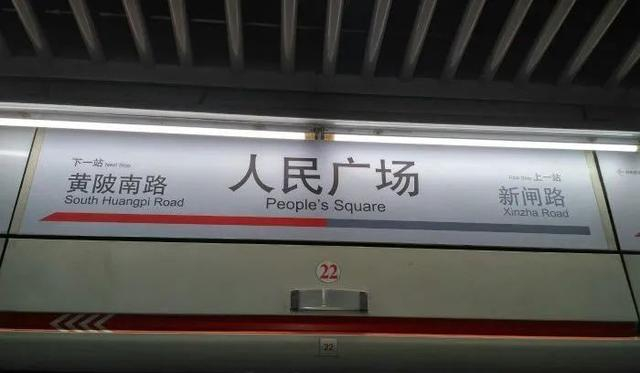 下一站 Next Stop
黄陂南路
South Huangpi Road
人民广场
People's Square
上一站
新闸路
Xinzha Road
22
22